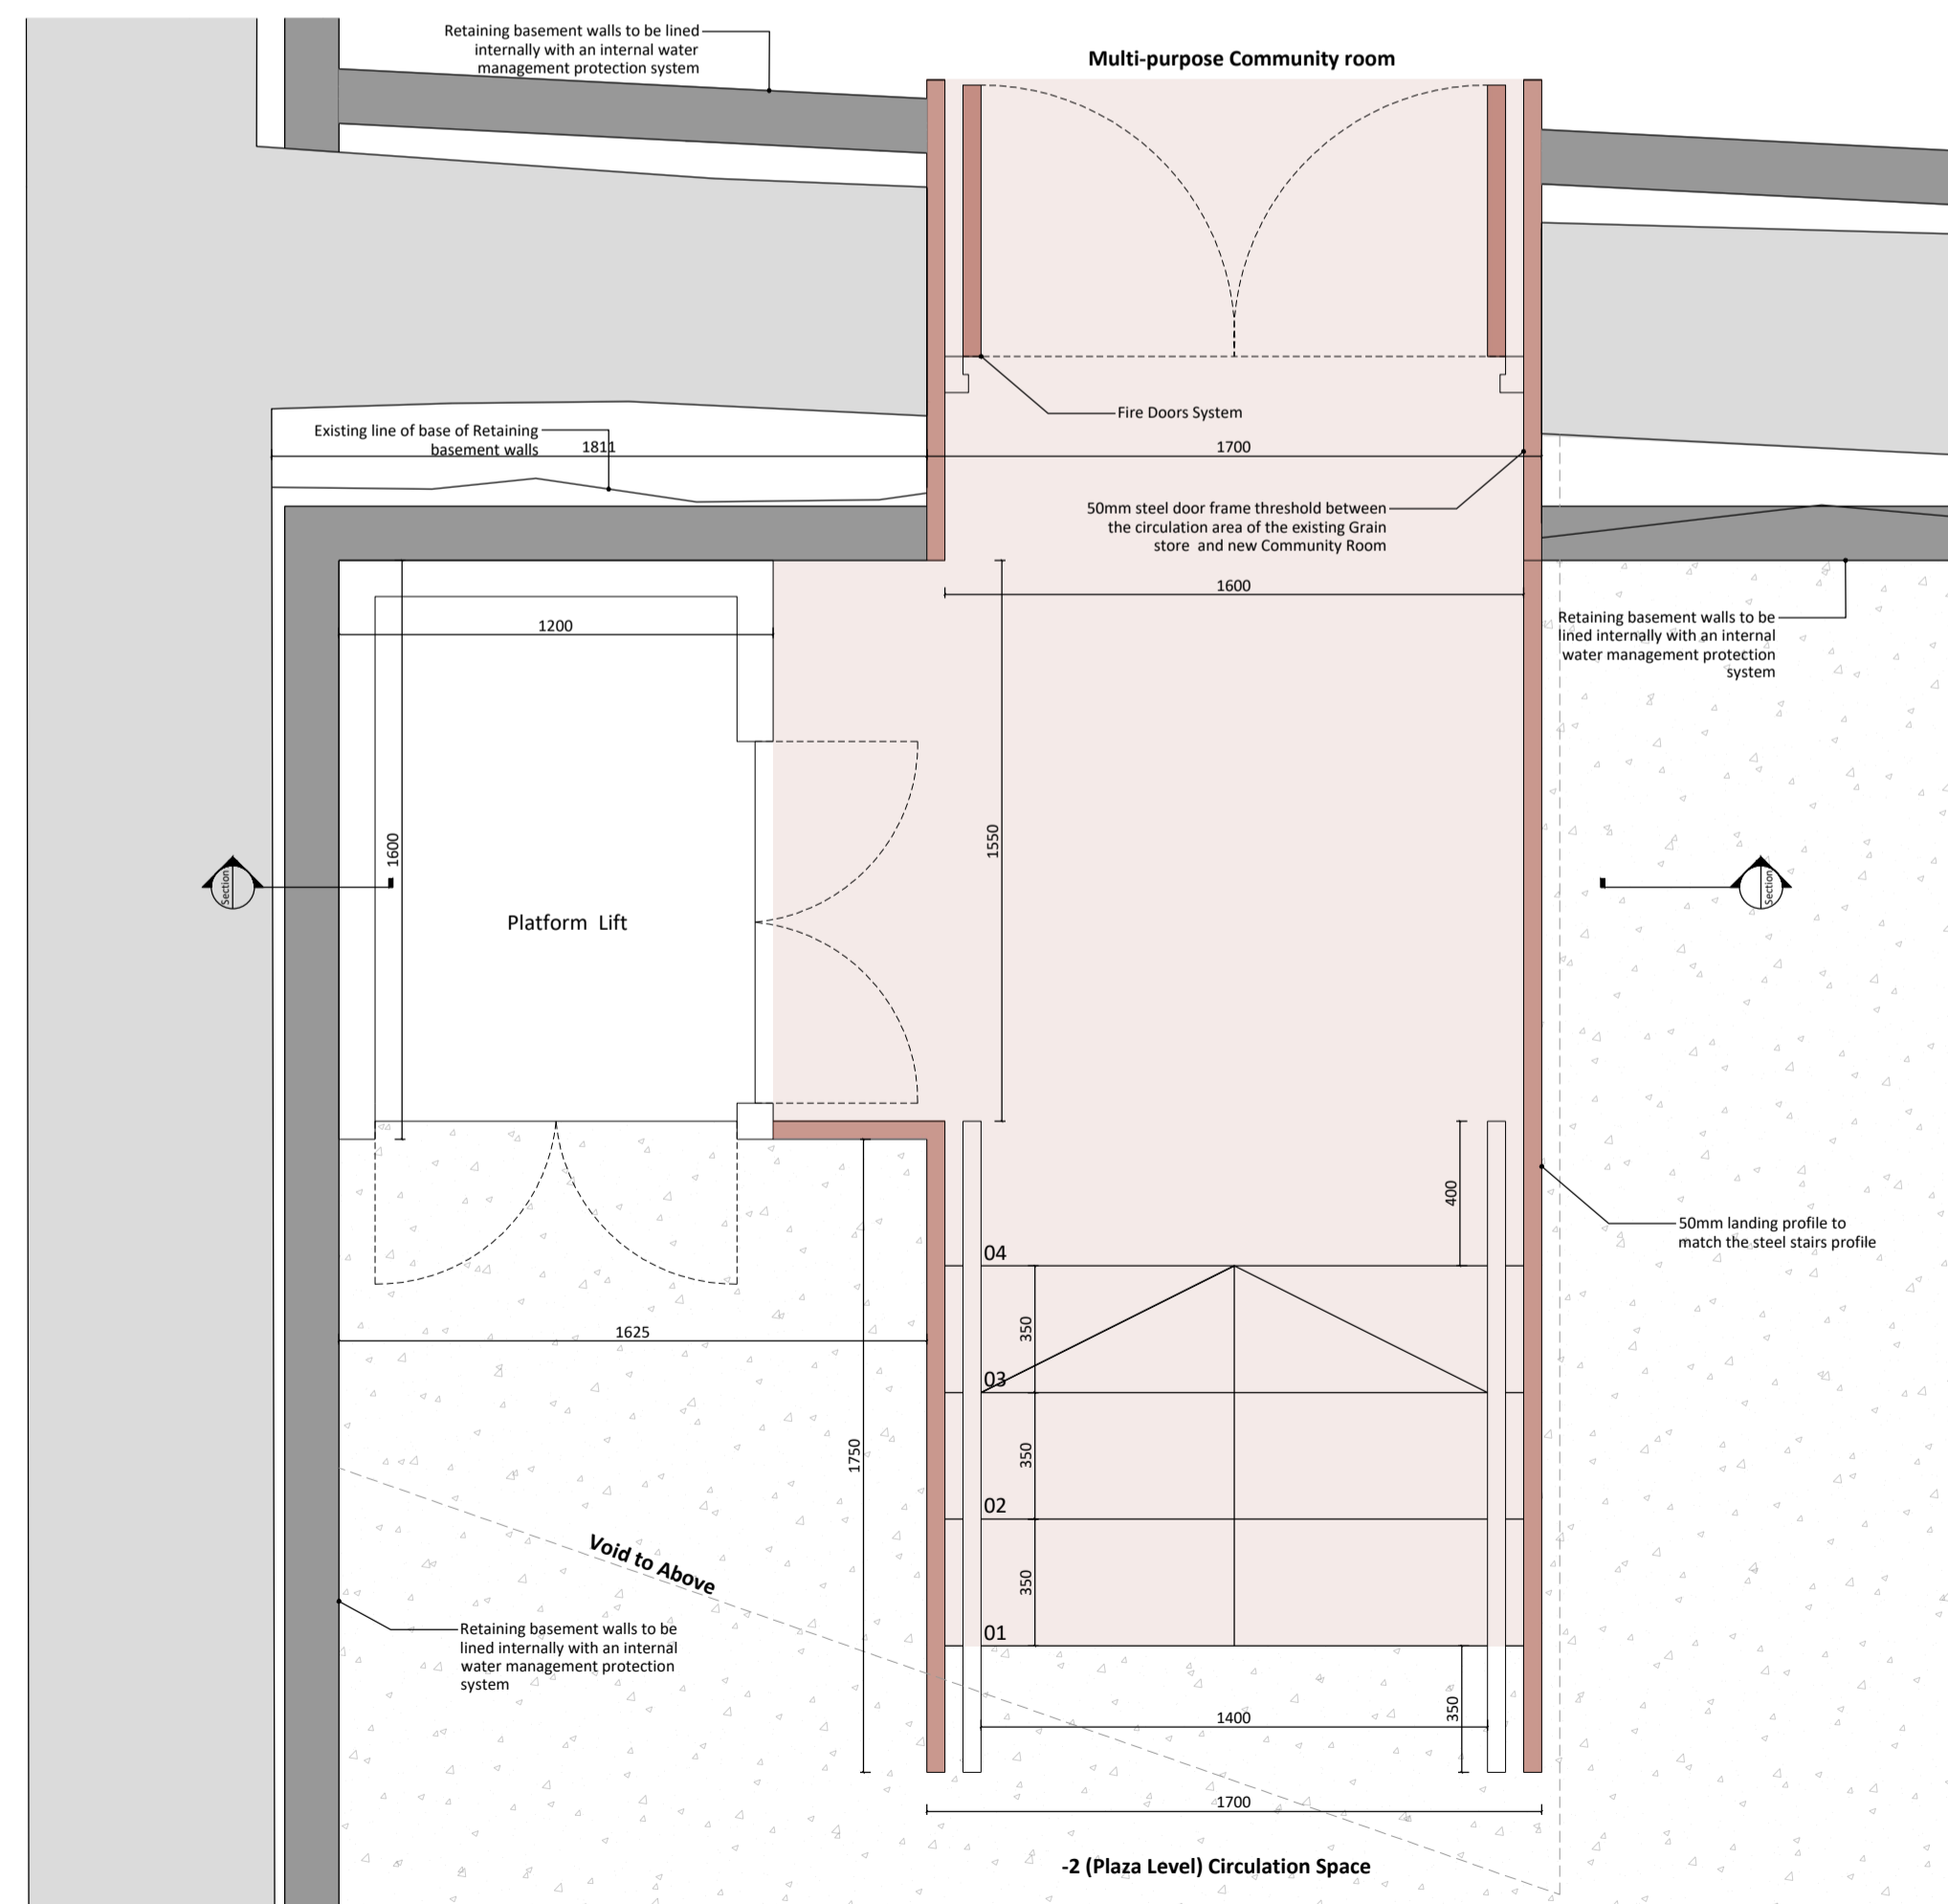 Retaining basement walls to be lined
internally with an internal water
management protection system
Multi-purpose Community room
Fire Doors System
Existing line of base of Retaining
basement walls
1811
1700
50mm steel door frame threshold between
the circulation area of the existing Grain
store and new Community Room
1600
1200
Retaining basement walls to be
lined internally with an internal
water management protection
system
1600
1550
Section
Section
Platform Lift
400
50mm landing profile to
match the steel stairs profile
04
350
1625
03
1750
350
02
350
Void to Above
01
Retaining basement walls to be
lined internally with an internal
water management protection
system
350
1400
1700
-2 (Plaza Level) Circulation Space